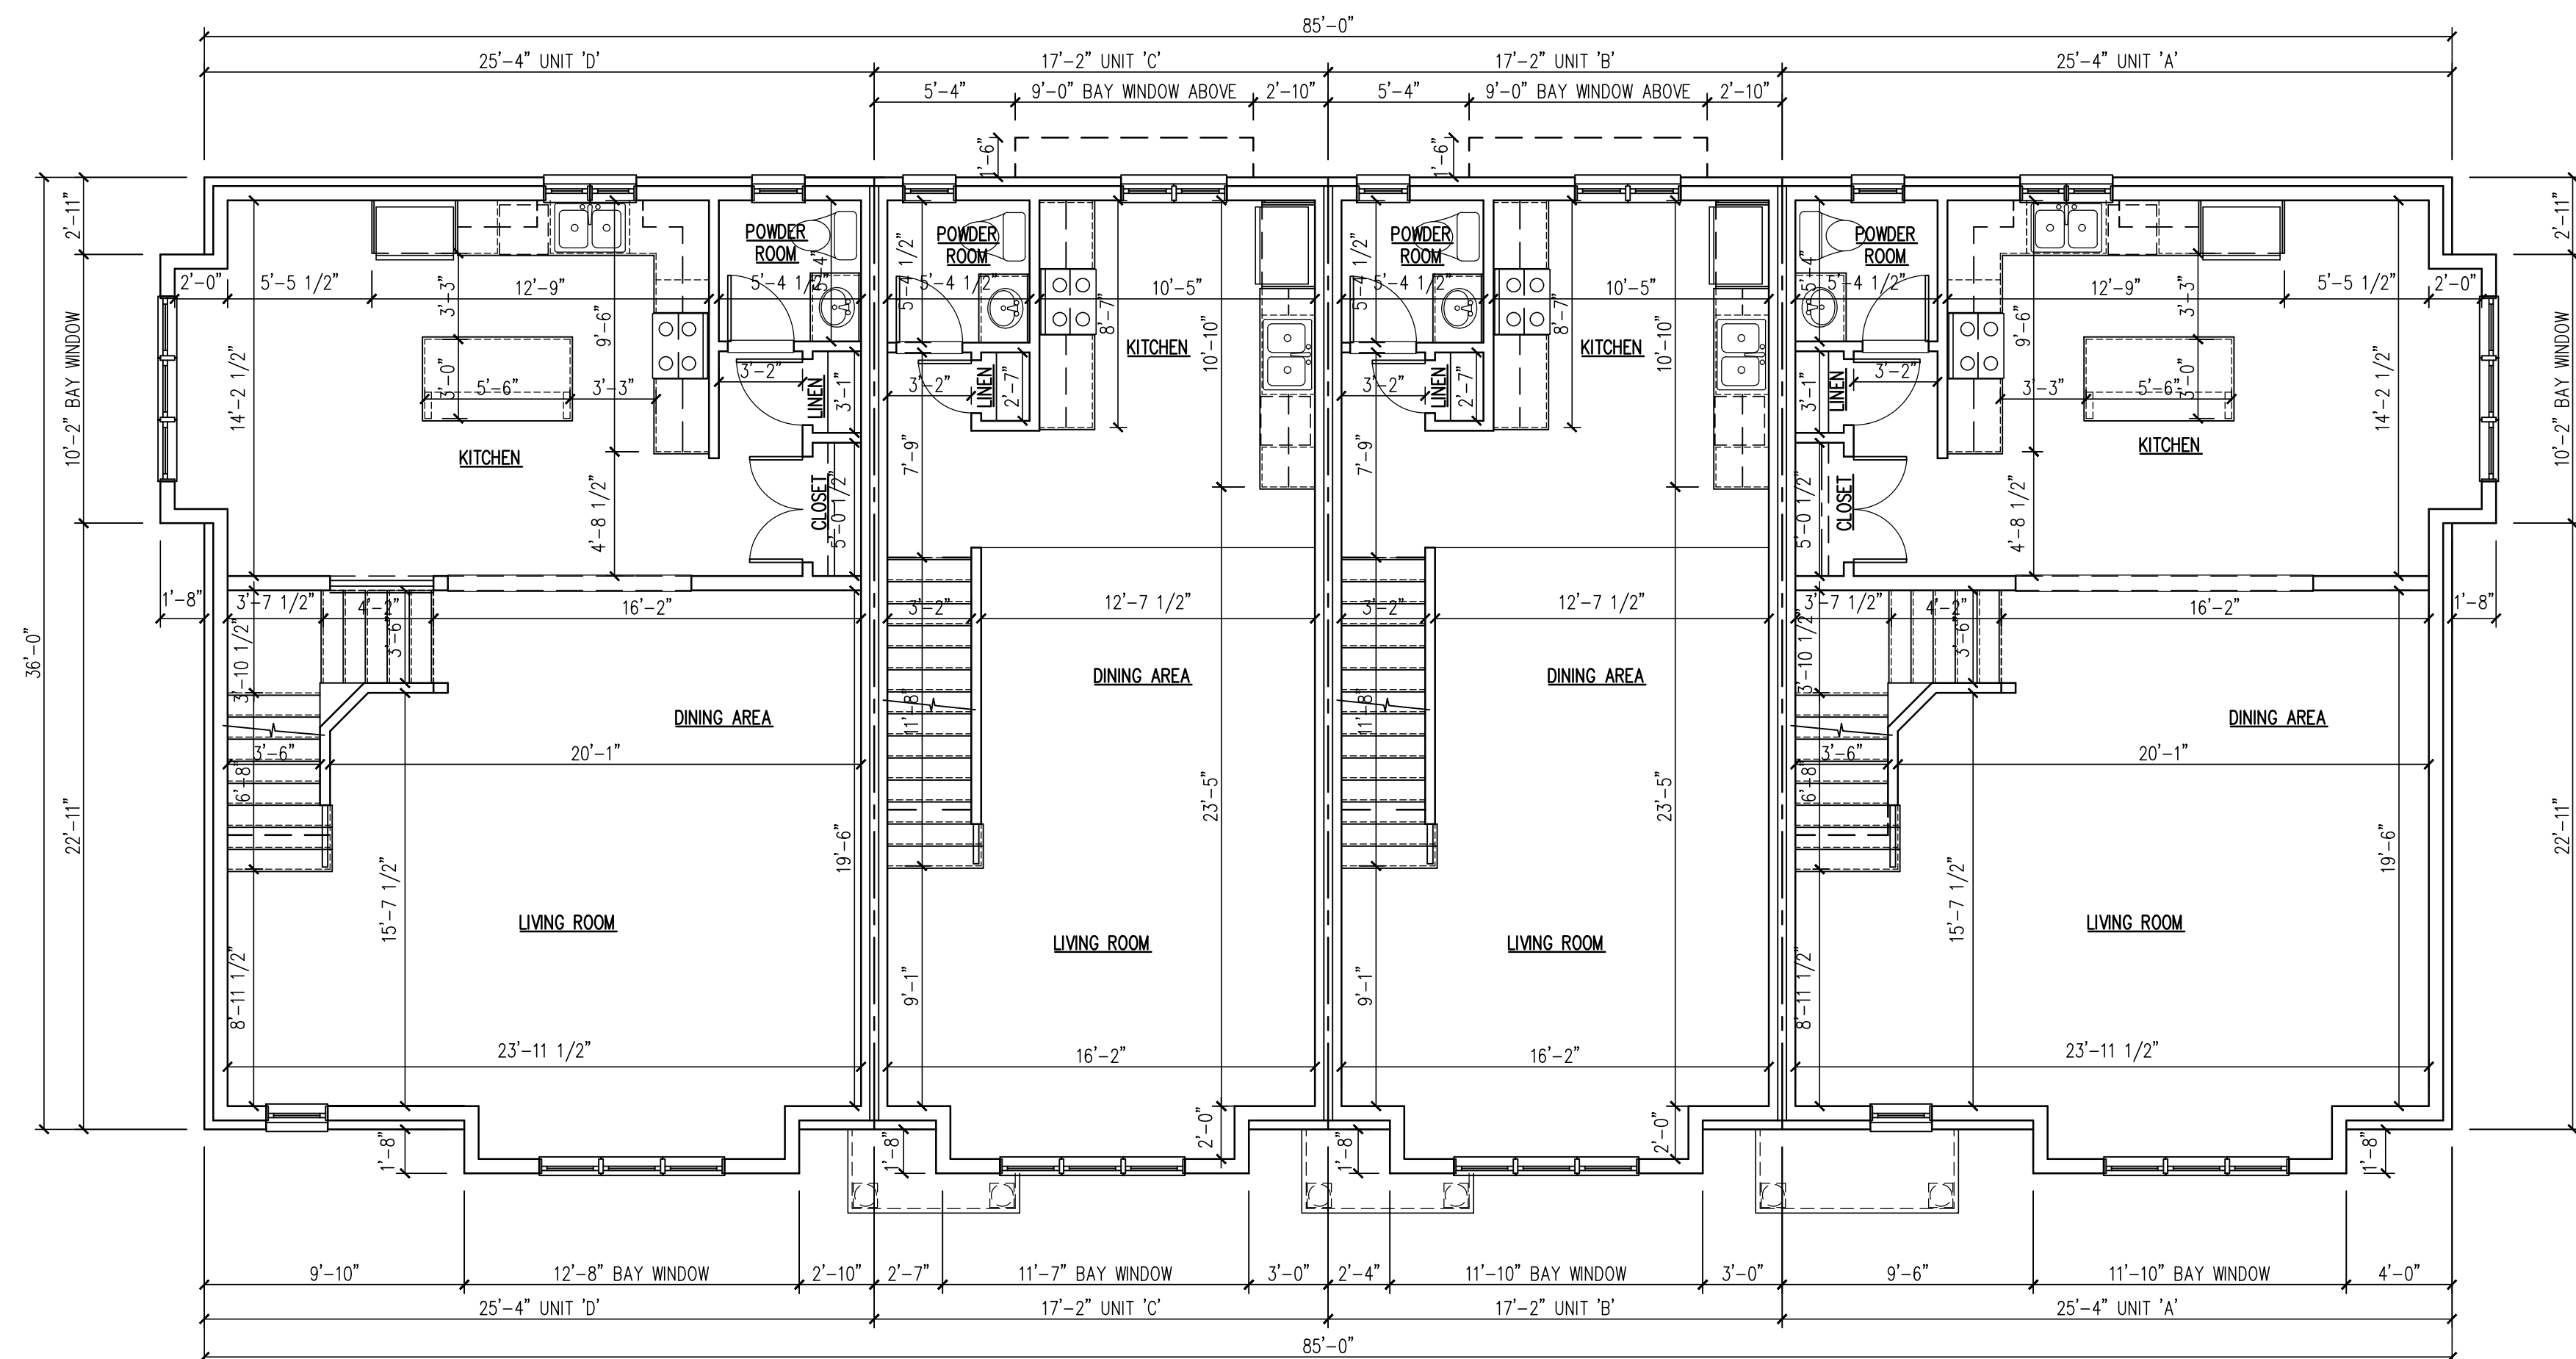 85'-0"
25'-4" UNIT 'D'
17'-2" UNIT 'C'
17'-2" UNIT 'B'
25'-4" UNIT 'A'
5'-4"
9'-0" BAY WINDOW ABOVE
2'-10"
5'-4"
9'-0" BAY WINDOW ABOVE
2'-10"
1'-6"
1'-6"
36'-0"
2'-11"
10'-2" BAY WINDOW
22'-11"
POWDER
ROOM
2'-0"
5'-5 1/2"
12'-9"
5'-4 1/2"
5'-4"
3'-3"
9'-6"
14'-2 1/2"
3'-0"
5'-6"
3'-3"
3'-2"
LINEN
3'-1"
KITCHEN
4'-8 1/2"
CLOSET
5'-0 1/2"
1'-8"
3'-7 1/2"
4'-2"
16'-2"
3'-10 1/2"
3'-6"
DINING AREA
3'-6"
20'-1"
6'-8"
19'-6"
15'-7 1/2"
LIVING ROOM
8'-11 1/2"
23'-11 1/2"
1'-8"
POWDER
ROOM
5'-4 1/2"
5'-4 1/2"
10'-5"
8'-7"
KITCHEN
10'-10"
3'-2"
LINEN
2'-7"
7'-9"
3'-2"
12'-7 1/2"
DINING AREA
11'-8"
23'-5"
LIVING ROOM
9'-1"
16'-2"
2'-0"
1'-8"
POWDER
ROOM
5'-4 1/2"
5'-4 1/2"
10'-5"
8'-7"
KITCHEN
10'-10"
3'-2"
LINEN
2'-7"
7'-9"
3'-2"
12'-7 1/2"
DINING AREA
11'-8"
23'-5"
LIVING ROOM
9'-1"
16'-2"
2'-0"
1'-8"
POWDER
ROOM
5'-4"
5'-4 1/2"
12'-9"
5'-5 1/2"
2'-0"
3'-3"
9'-6"
14'-2 1/2"
3'-1"
LINEN
3'-2"
3'-3"
5'-6"
3'-0"
KITCHEN
CLOSET
5'-0 1/2"
4'-8 1/2"
3'-7 1/2"
4'-2"
16'-2"
1'-8"
3'-10 1/2"
3'-6"
DINING AREA
3'-6"
20'-1"
6'-8"
19'-6"
15'-7 1/2"
LIVING ROOM
8'-11 1/2"
23'-11 1/2"
1'-8"
2'-11"
10'-2" BAY WINDOW
22'-11"
9'-10"
12'-8" BAY WINDOW
2'-10"
2'-7"
11'-7" BAY WINDOW
3'-0"
2'-4"
11'-10" BAY WINDOW
3'-0"
9'-6"
11'-10" BAY WINDOW
4'-0"
25'-4" UNIT 'D'
17'-2" UNIT 'C'
17'-2" UNIT 'B'
25'-4" UNIT 'A'
85'-0"